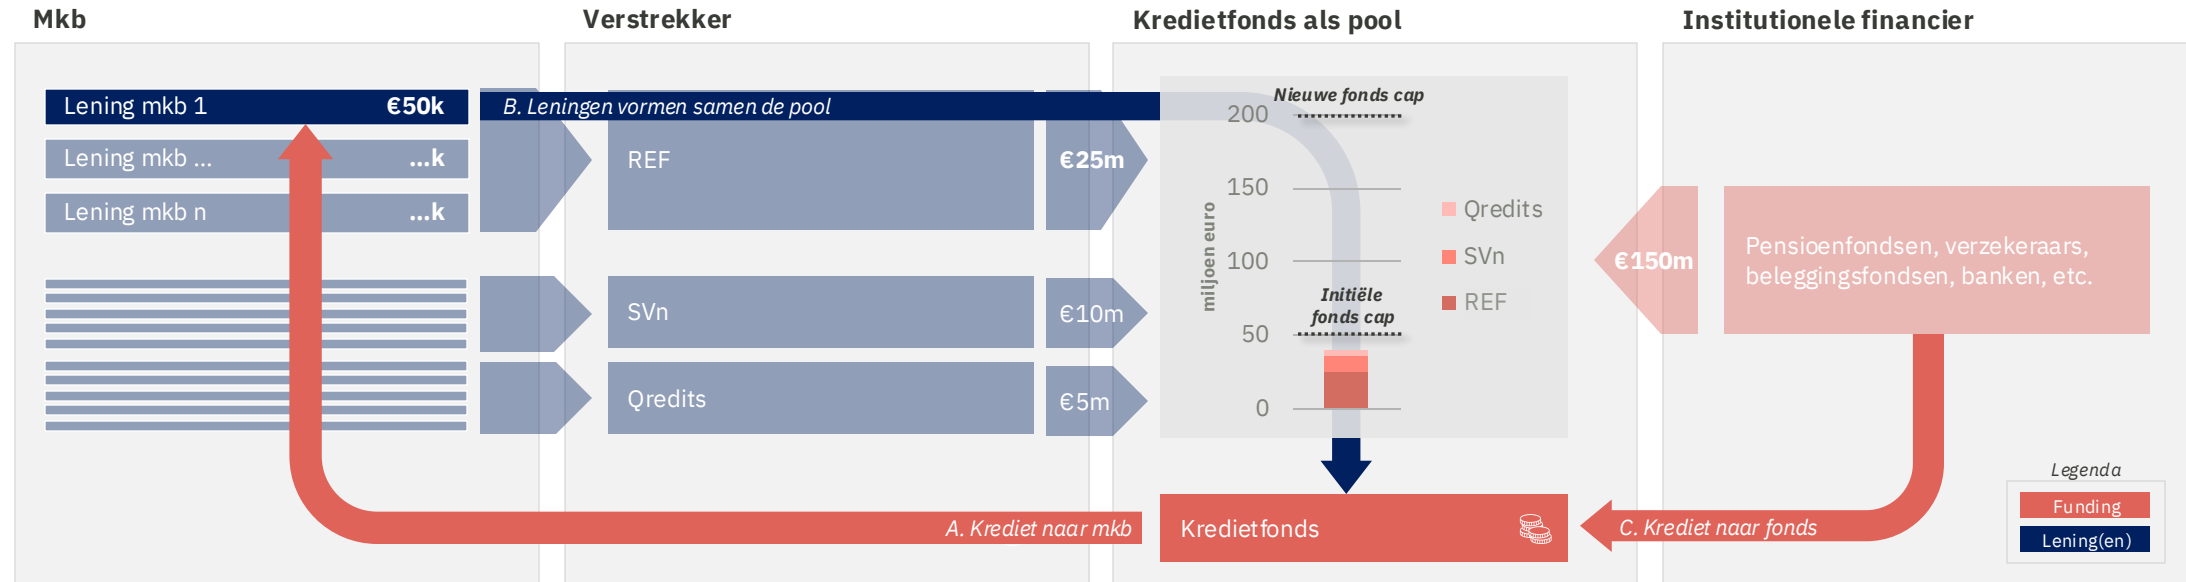 Mkb
Verstrekker
Kredietfonds als pool
Institutionele financier
Lening mkb 1 €50k
Lening mkb ... ...k
Lening mkb n ...k
B. Leningen vormen samen de pool
REF
€25m
SVn
€10m
Qredits
€5m
Nieuwe fonds cap
200
150
100
50
0
miljoen euro
Initiële
fonds cap
Qredits
SVn
REF
€150m
Pensioenfondsen, verzekeraars,
beleggingsfondsen, banken, etc.
A. Krediet naar mkb
Kredietfonds
C. Krediet naar fonds
Legenda
Funding
Lening(en)